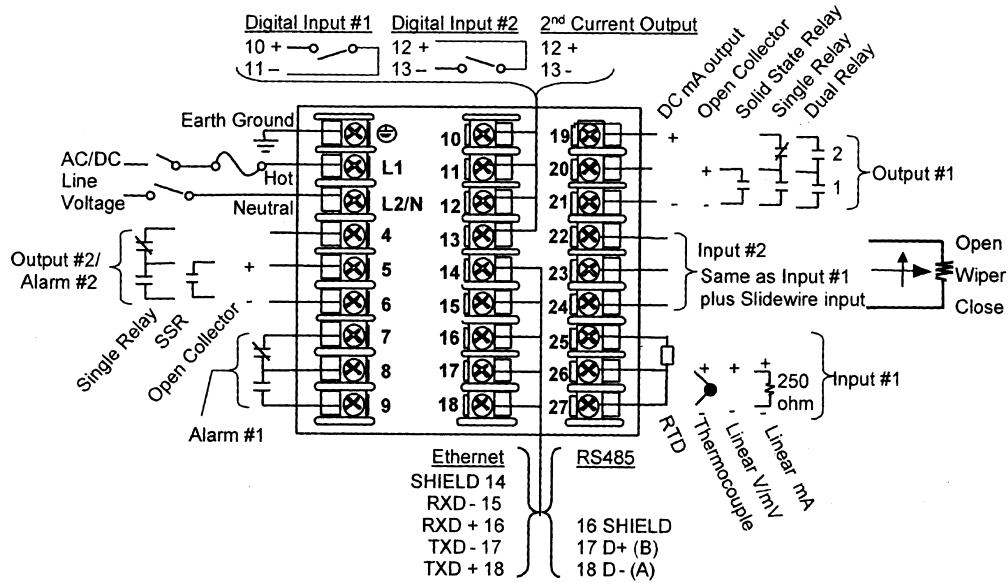 Digital Input #1
10 +
11 –
Digital Input #2
12 +
13 –
2nd Current Output
12 +
13 -
DC mA output
Open Collector
Solid State Relay
Single Relay
Dual Relay
Earth Ground
AC/DC
Line
Voltage
Hot
Neutral
L1
L2/N
4
5
6
7
8
9
10
11
12
13
14
15
16
17
18
19
20
21
22
23
24
25
26
27
+
+
2
1
- -
Output #1
Output #2/
Alarm #2
+
-
Single Relay
SSR
Open Collector
Alarm #1
Input #2
Same as Input #1
plus Slidewire input
Open
Wiper
Close
+ + +
250
ohm
- - -
Input #1
RTD
Thermocouple
Linear V/mV
Linear mA
Ethernet
SHIELD 14
RXD - 15
RXD + 16
TXD - 17
TXD + 18
RS485
16 SHIELD
17 D+ (B)
18 D- (A)